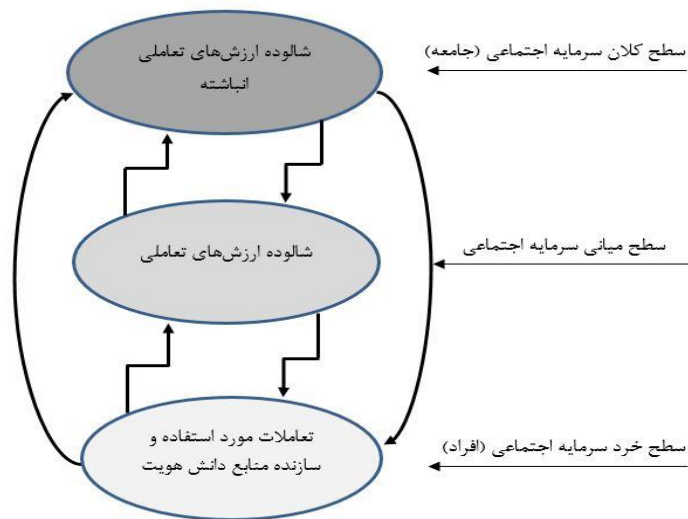 سطح کلان سرمایه اجتماعی (جامعه)
شالوده ارزش‌های تعاملی
انباشته
سطح میانی سرمایه اجتماعی
شالوده ارزش‌های تعاملی
سطح خرد سرمایه اجتماعی (افراد)
تعاملات مورد استفاده و
سازنده منابع دانش هویت